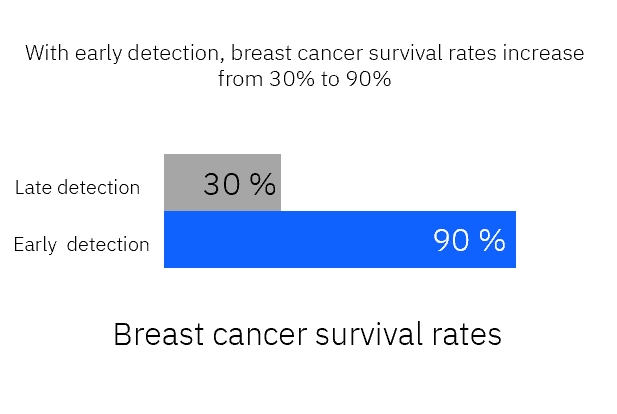 With early detection, breast cancer survival rates increase
from 30% to 90%
Late detection
30 %
Early detection
90 %
Breast cancer survival rates